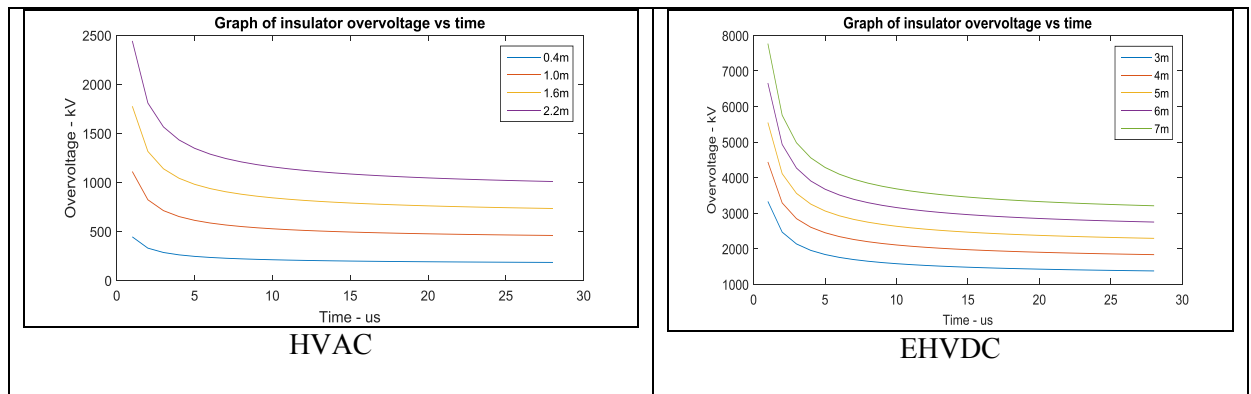 Graph of insulator overvoltage vs time
2500
2000
1500
1000
500
0
Overvoltage - kV
0 5 10 15 20 25 30
Time - us
0.4m
1.0m
1.6m
2.2m
HVAC
Graph of insulator overvoltage vs time
8000
7000
6000
5000
4000
3000
2000
1000
Overvoltage - kV
0 5 10 15 20 25 30
Time - us
3m
4m
5m
6m
7m
EHVDC